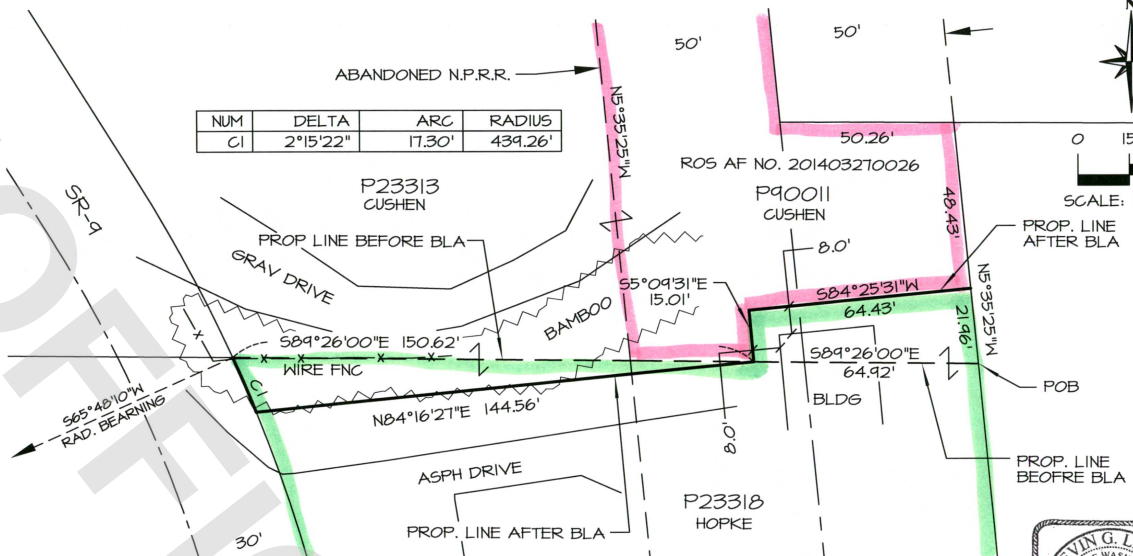 50'
50'
N
ABANDONED N.P.R.R.
NUM DELTA ARC RADIUS
C1 2°15'22" 17.30' 439.26'
N5°35'25"W
50.26'
0 15
ROS AF NO. 201403270026
SCALE:
P23313
CUSHEN
P90011
CUSHEN
48.43'
SR-9
PROP. LINE
AFTER BLA
PROP LINE BEFORE BLA
8.0'
GRAV DRIVE
S5°09'31"E
15.01'
S84°25'31"W
64.43'
N5°35'25"W
21.96'
BAMBOO
S89°26'00"E 150.62'
WIRE FNC
S89°26'00"E
64.92'
POB
C1
S65°48'10"W
RAD. BEARNING
BLDG
N84°16'27"E 144.56'
8.0'
ASPH DRIVE
PROP. LINE
BEOFRE BLA
P23318
HOPKE
PROP. LINE AFTER BLA
30'
VIN G. L
WAS
OFFI